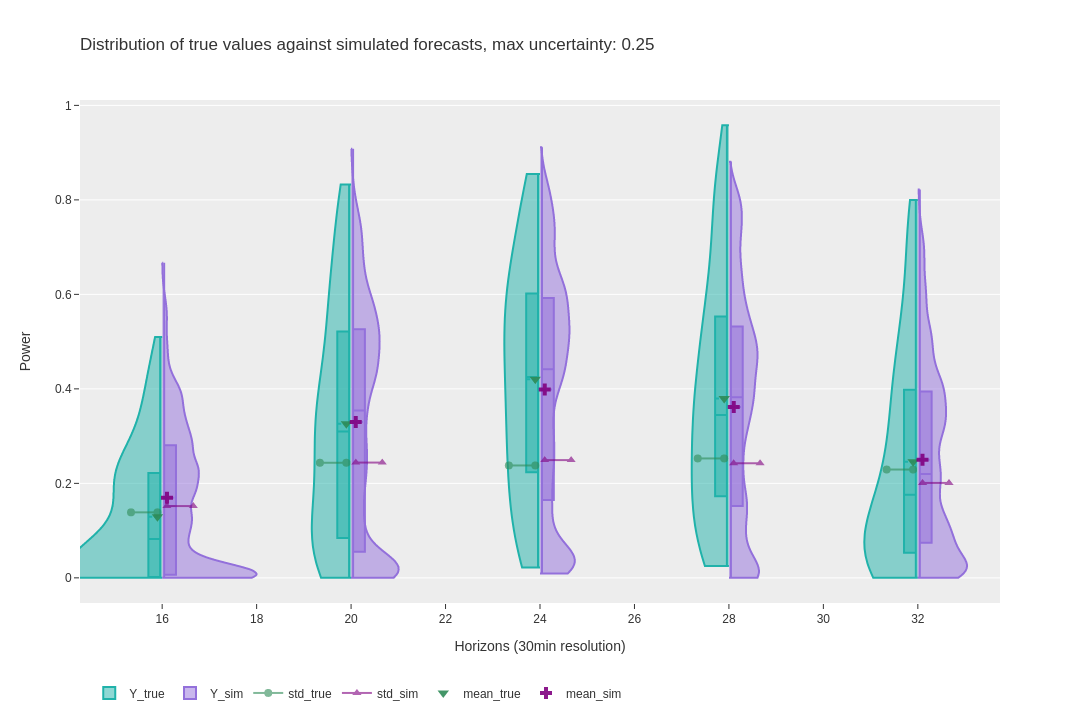 Distribution of true values against simulated forecasts, max uncertainty: 0.25
1
0.8
0.6
0.4
0.2
0
Power
16 18 20 22 24 26 28 30 32
Horizons (30min resolution)
Y_true Y_sim std_true std_sim mean_true mean_sim